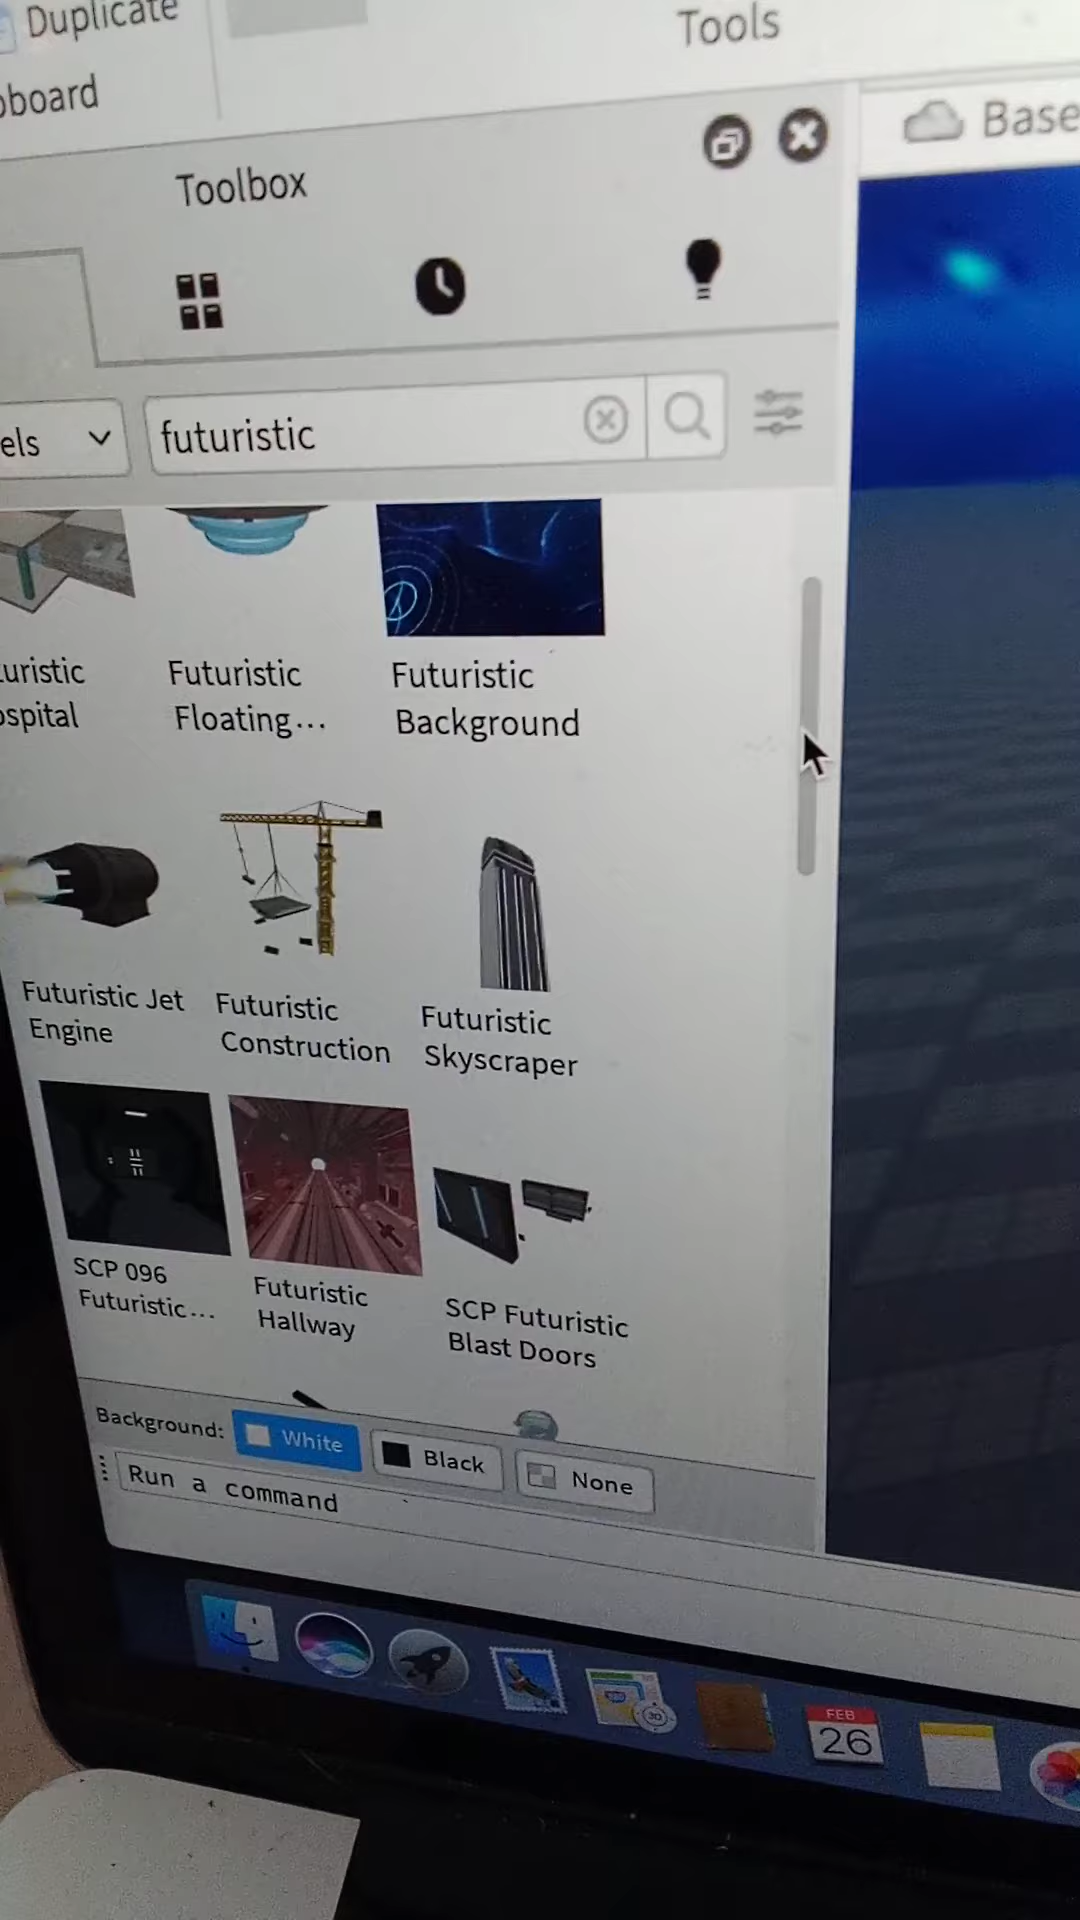 Duplicate
Tools
board
Base
Toolbox
els
futuristic
uristic
spital
Futuristic
Floating...
Futuristic
Background
Futuristic Jet
Engine
Futuristic
Construction
Futuristic
Skyscraper
SCP 096
Futuristic...
Futuristic
Hallway
SCP Futuristic
Blast Doors
Background:
White
Black
None
Run a command
FEB
26